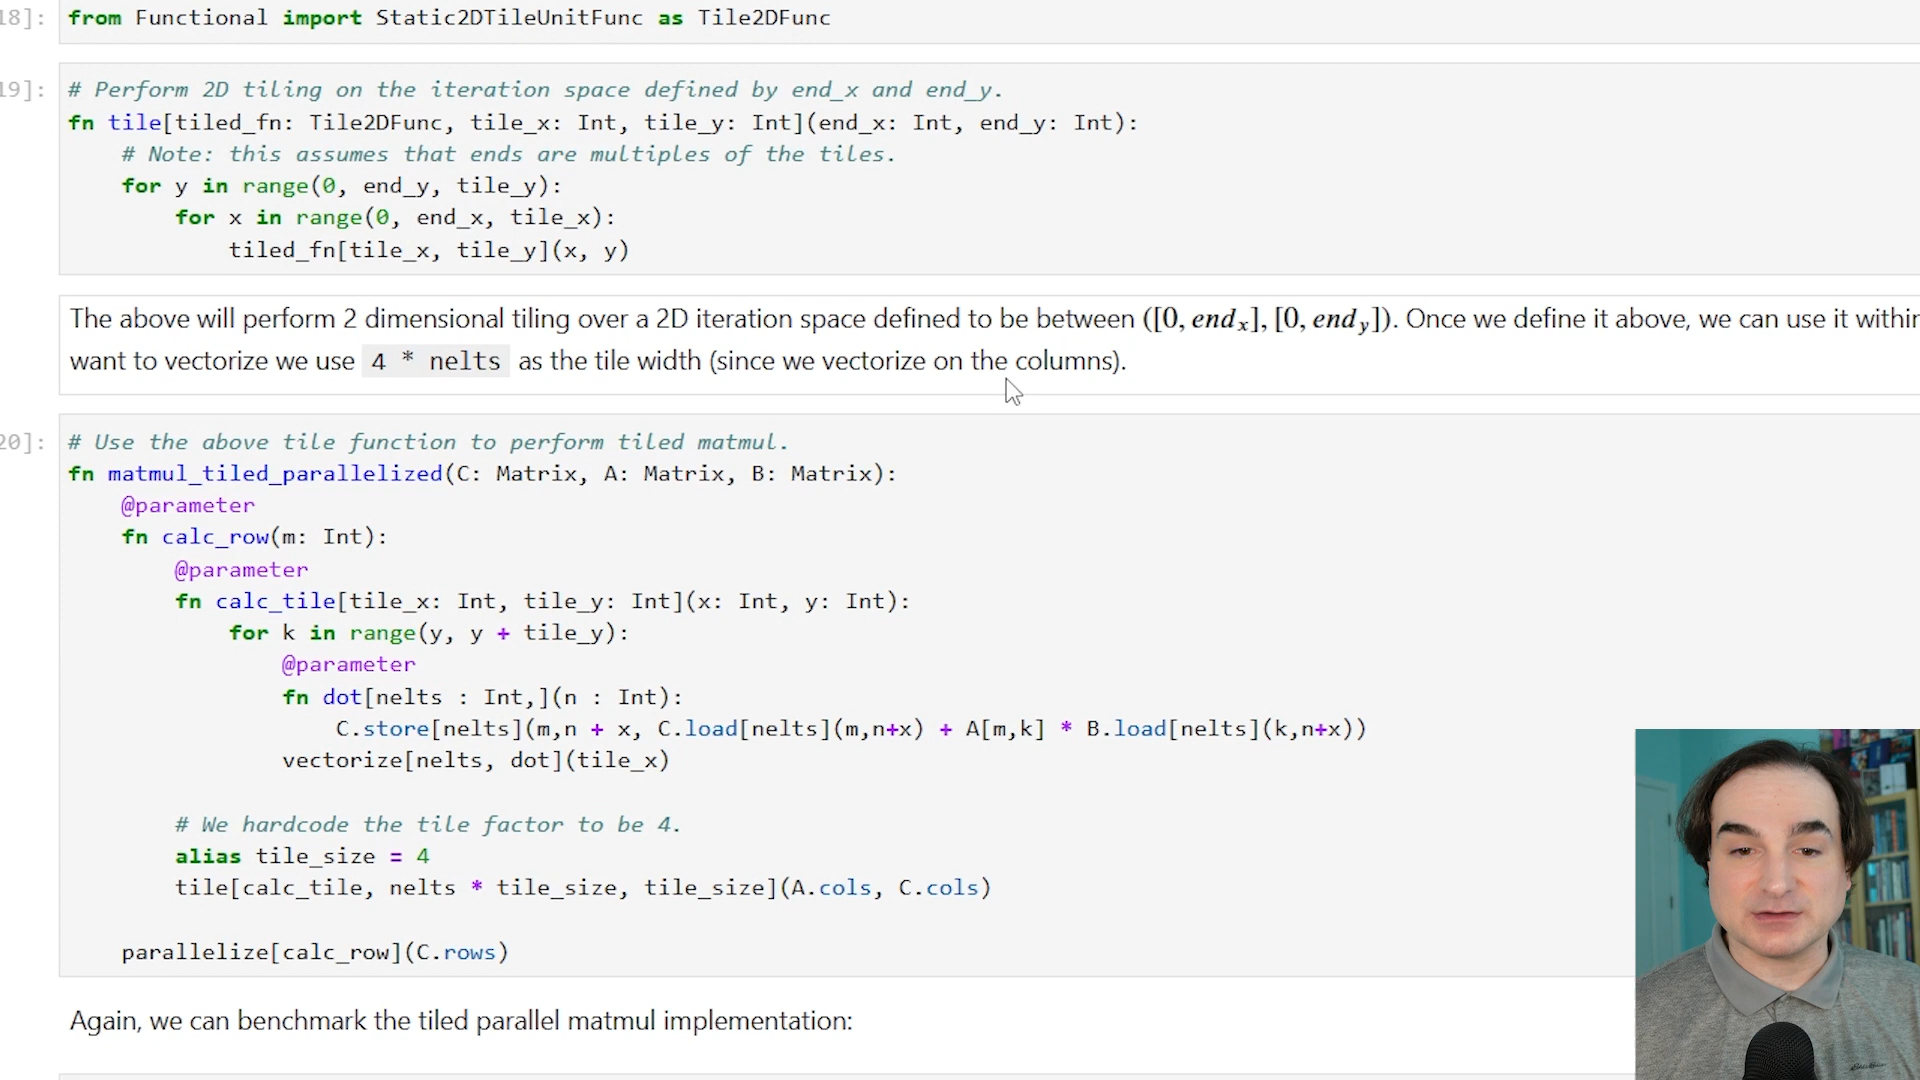 18]: from Functional import Static2DTileUnitFunc as Tile2DFunc
19]: # Perform 2D tiling on the iteration space defined by end_x and end_y.
fn tile[tiled_fn: Tile2DFunc, tile_x: Int, tile_y: Int](end_x: Int, end_y: Int):
# Note: this assumes that ends are multiples of the tiles.
for y in range(0, end_y, tile_y):
for x in range(0, end_x, tile_x):
tiled_fn[tile_x, tile_y](x, y)
The above will perform 2 dimensional tiling over a 2D iteration space defined to be between ([0, end_x], [0, end_y]). Once we define it above, we can use it within
want to vectorize we use 4 * nelts as the tile width (since we vectorize on the columns).
20]: # Use the above tile function to perform tiled matmul.
fn matmul_tiled_parallelized(C: Matrix, A: Matrix, B: Matrix):
@parameter
fn calc_row(m: Int):
@parameter
fn calc_tile[tile_x: Int, tile_y: Int](x: Int, y: Int):
for k in range(y, y + tile_y):
@parameter
fn dot[nelts : Int,](n : Int):
C.store[nelts](m,n + x, C.load[nelts](m,n+x) + A[m,k] * B.load[nelts](k,n+x))
vectorize[nelts, dot](tile_x)
# We hardcode the tile factor to be 4.
alias tile_size = 4
tile[calc_tile, nelts * tile_size, tile_size](A.cols, C.cols)
parallelize[calc_row](C.rows)
Again, we can benchmark the tiled parallel matmul implementation: